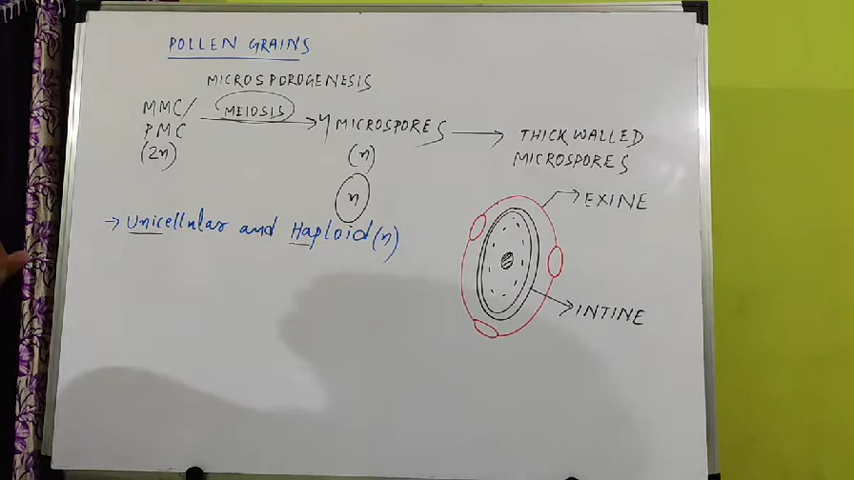 POLLEN GRAINS
MICROSPOROGENESIS
MMC/
PMC
(2n)
MEIOSIS
4 MICROSPORES
(n)
n
THICK WALLED
MICROSPORES
→ Unicellular and Haploid (n)
EXINE
INTINE